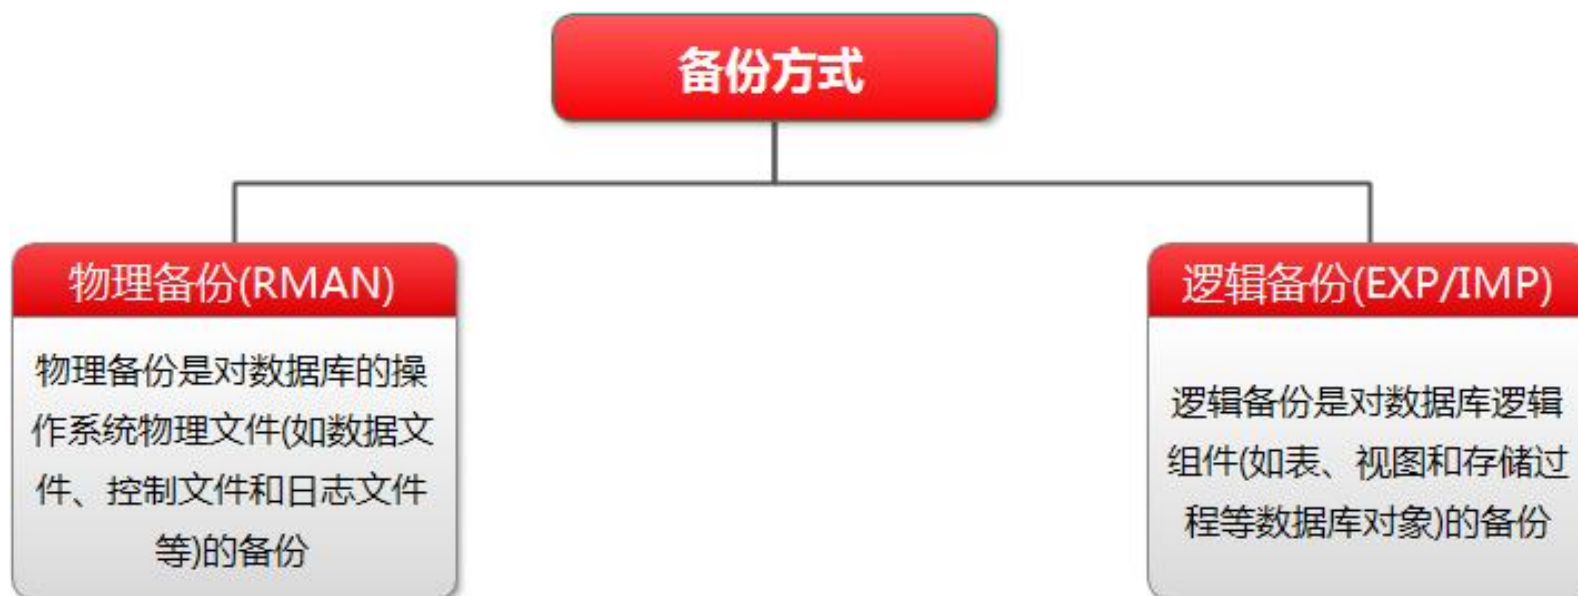 备份方式
物理备份(RMAN)
物理备份是对数据库的操
作系统物理文件(如数据文
件、控制文件和日志文件
等)的备份
逻辑备份(EXP/IMP)
逻辑备份是对数据库逻辑
组件(如表、视图和存储过
程等数据库对象)的备份